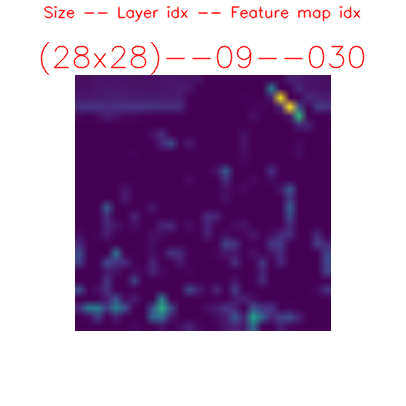 Size -- Layer idx -- Feature map idx
(28x28)--09--030